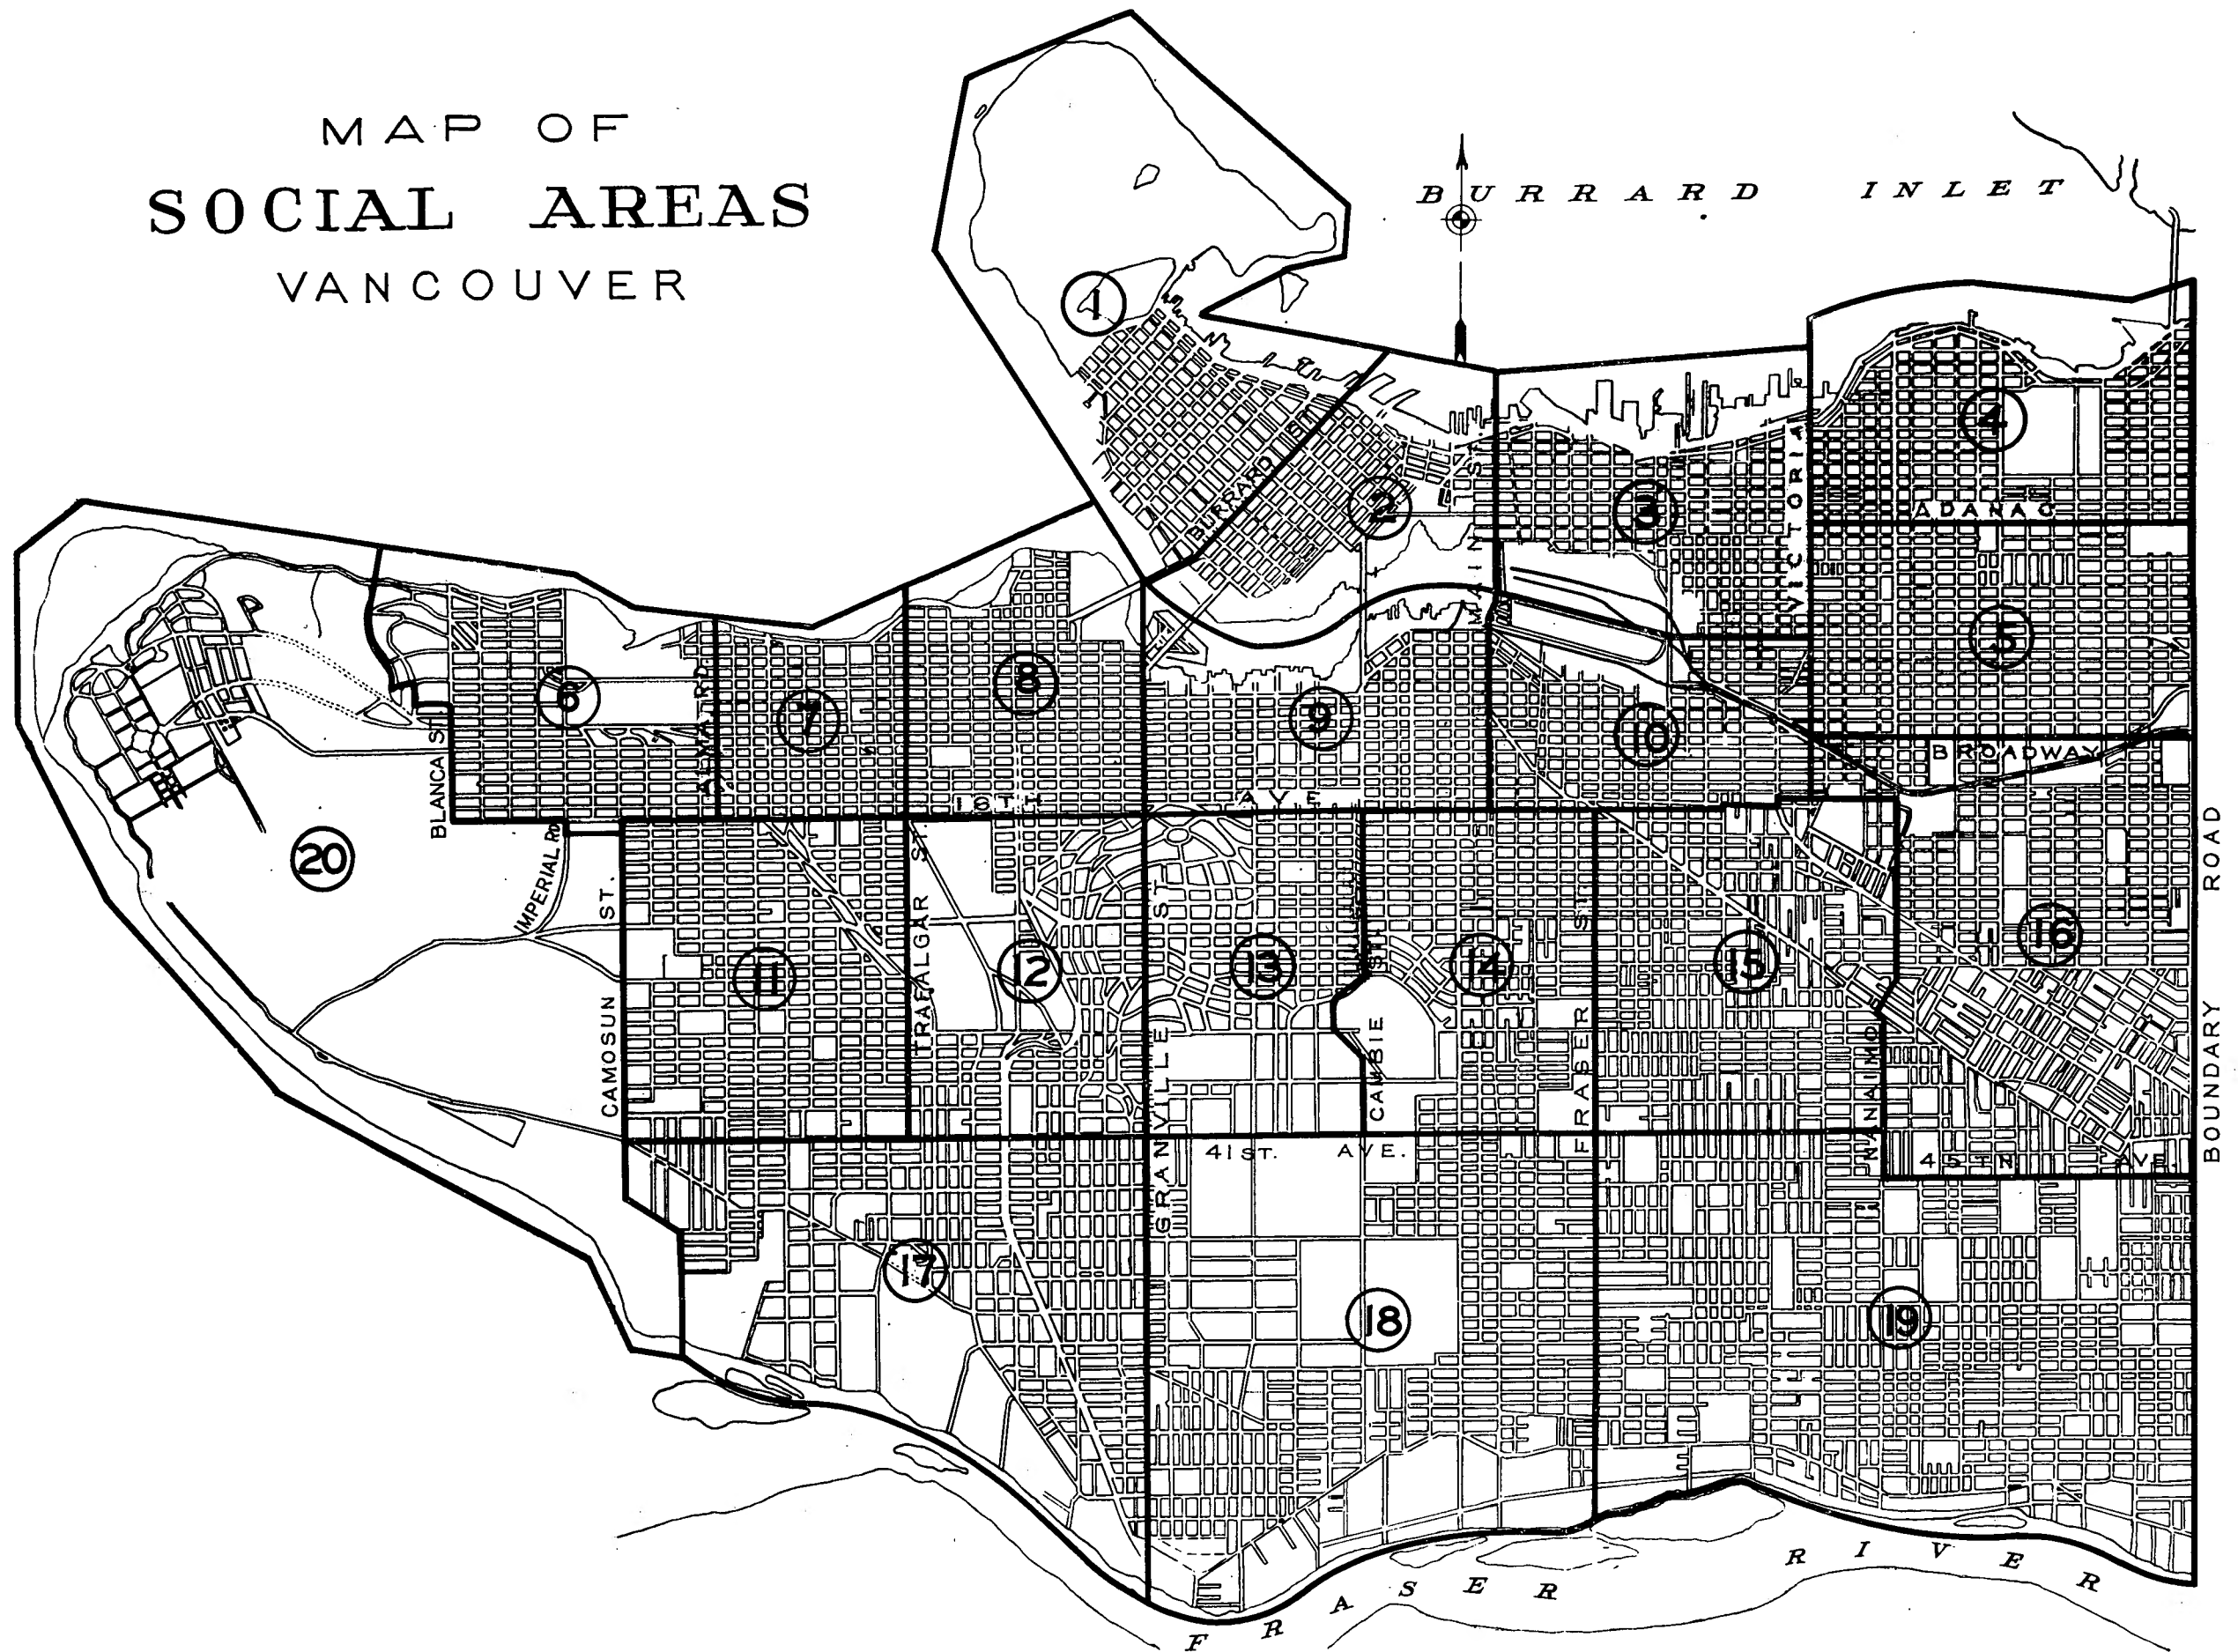 MAP OF
SOCIAL AREAS
VANCOUVER
BURRARD INLET
1
BURRARD ST.
2
MAIN ST.
3
VICTORIA
4
ADANAC
5
6
ALMA RD.
7
8
9
10
BROADWAY
BLANCA ST.
16TH AVE
20
IMPERIAL RD.
CAMOSUN ST.
11
TRAFALGAR ST.
12
GRANVILLE ST.
13
CAMBIE ST.
14
FRASER ST.
15
NANAIMO
16
BOUNDARY ROAD
41ST. AVE.
45TH AVE.
17
18
19
FRASER RIVER